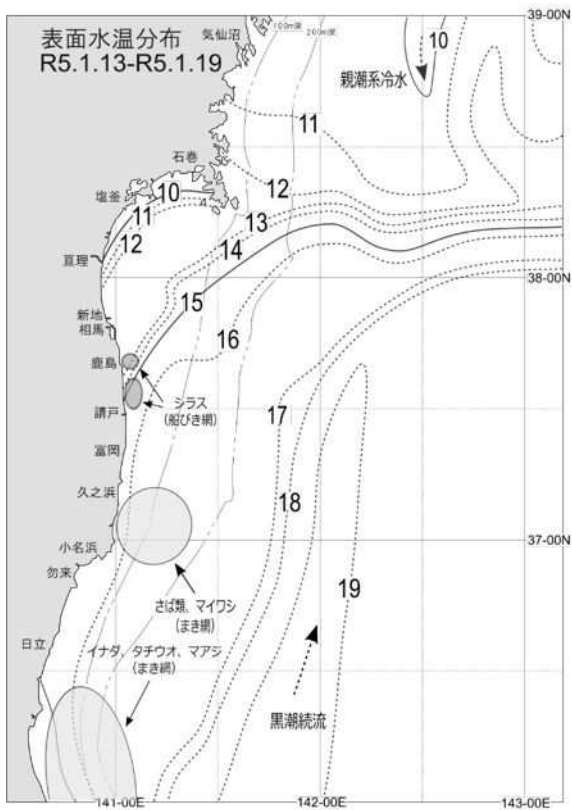 表面水温分布
R5.1.13-R5.1.19
気仙沼
100m深
200m深
39-00N
10
親潮系冷水
11
石巻
12
塩釜
10
11
12
13
14
亘理
38-00N
15
新地
相馬
16
鹿島
シラス
(船びき網)
請戸
17
富岡
久之浜
18
37-00N
小名浜
勿来
さば類、マイワシ
(まき網)
19
日立
イナダ、タチウオ、マアジ
(まき網)
黒潮続流
141-00E
142-00E
143-00E